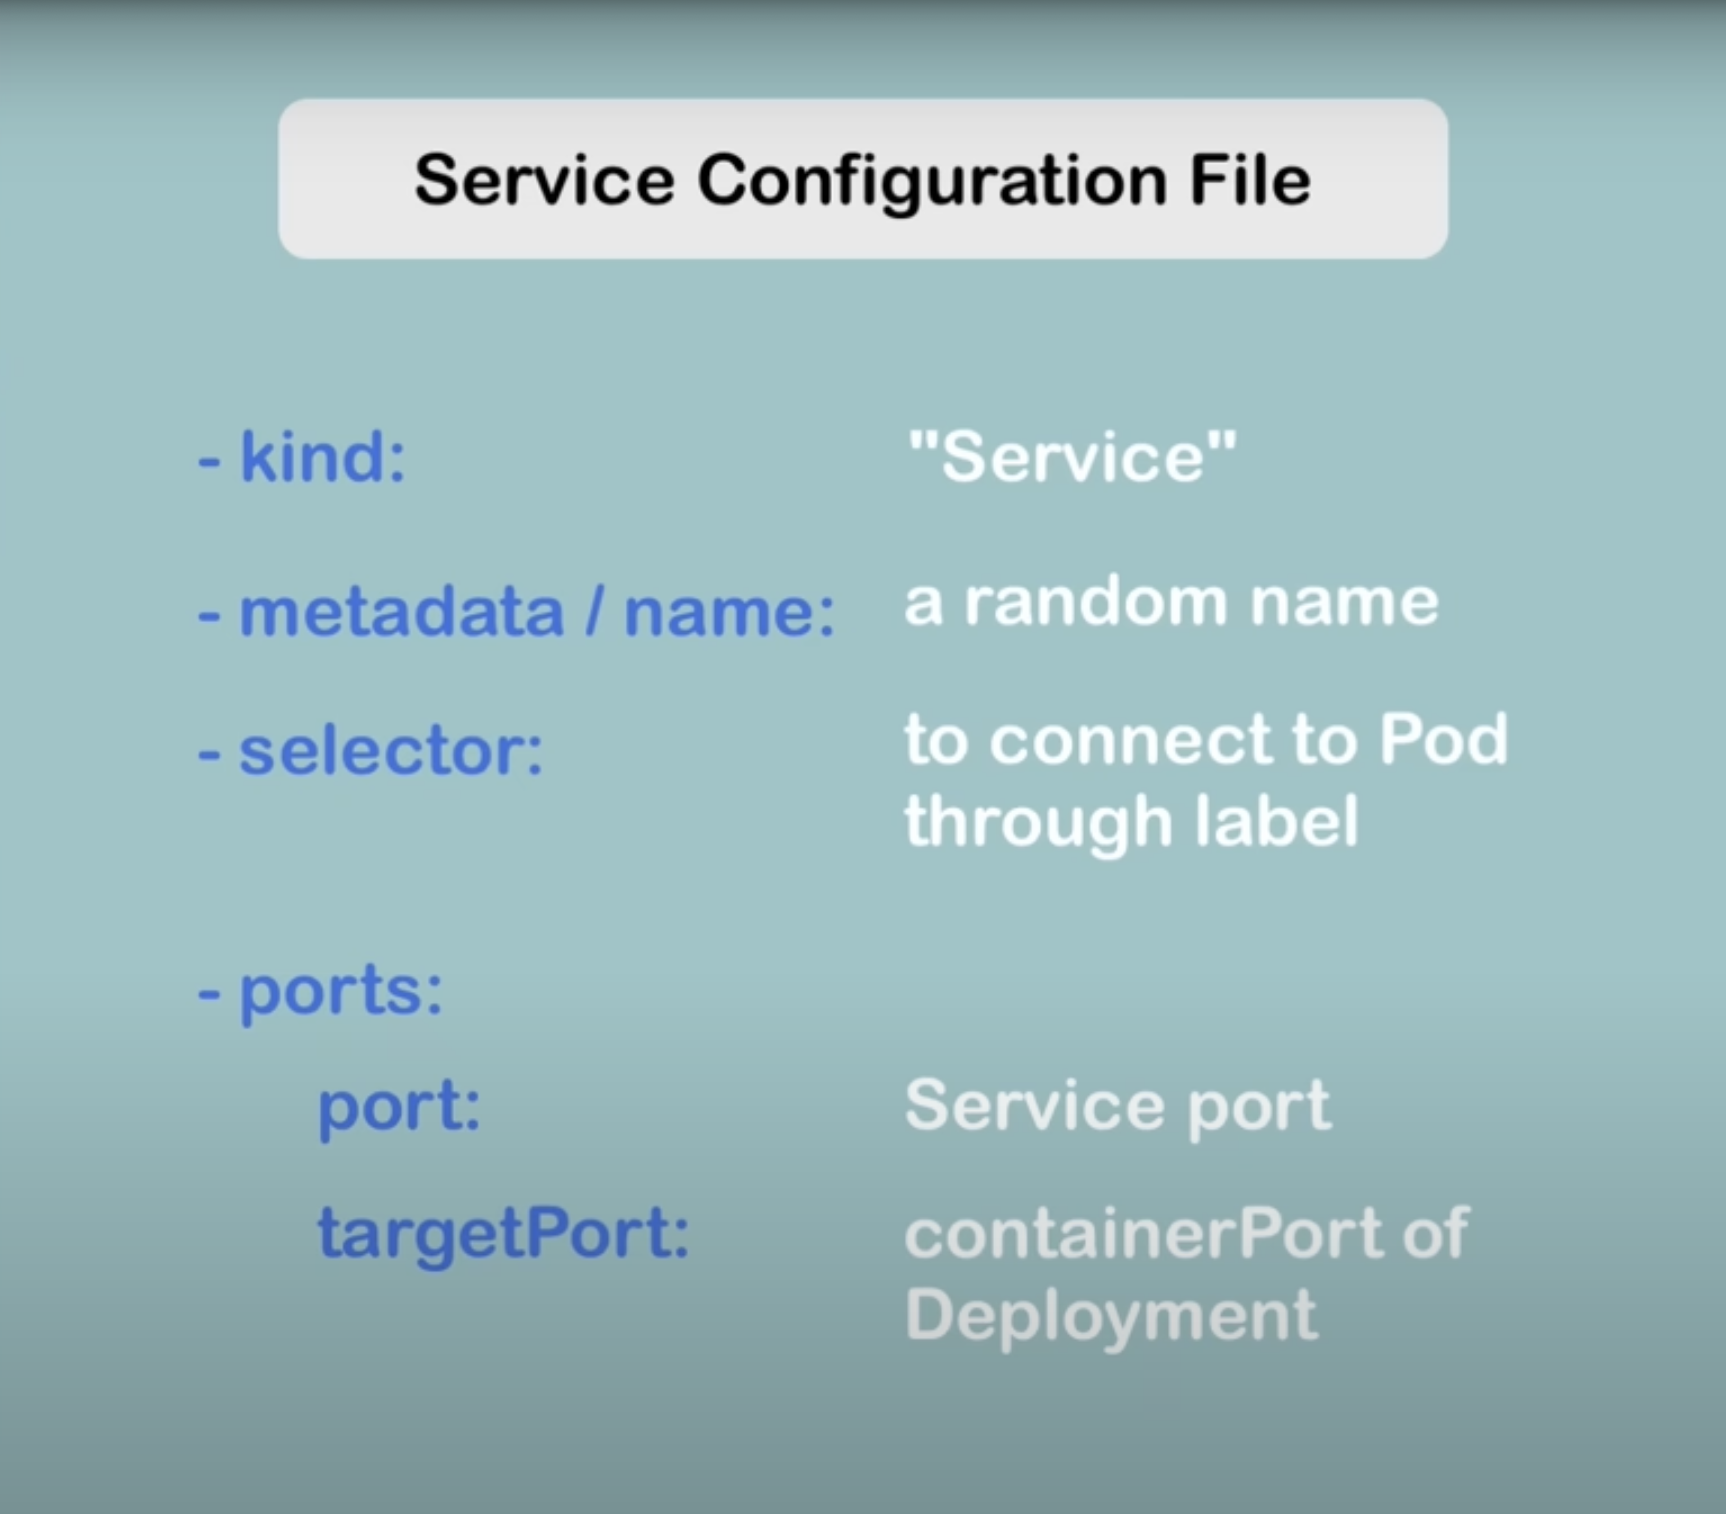 Service Configuration File
- kind: "Service"
- metadata / name: a random name
- selector: to connect to Pod
through label
- ports:
port: Service port
targetPort: containerPort of
Deployment